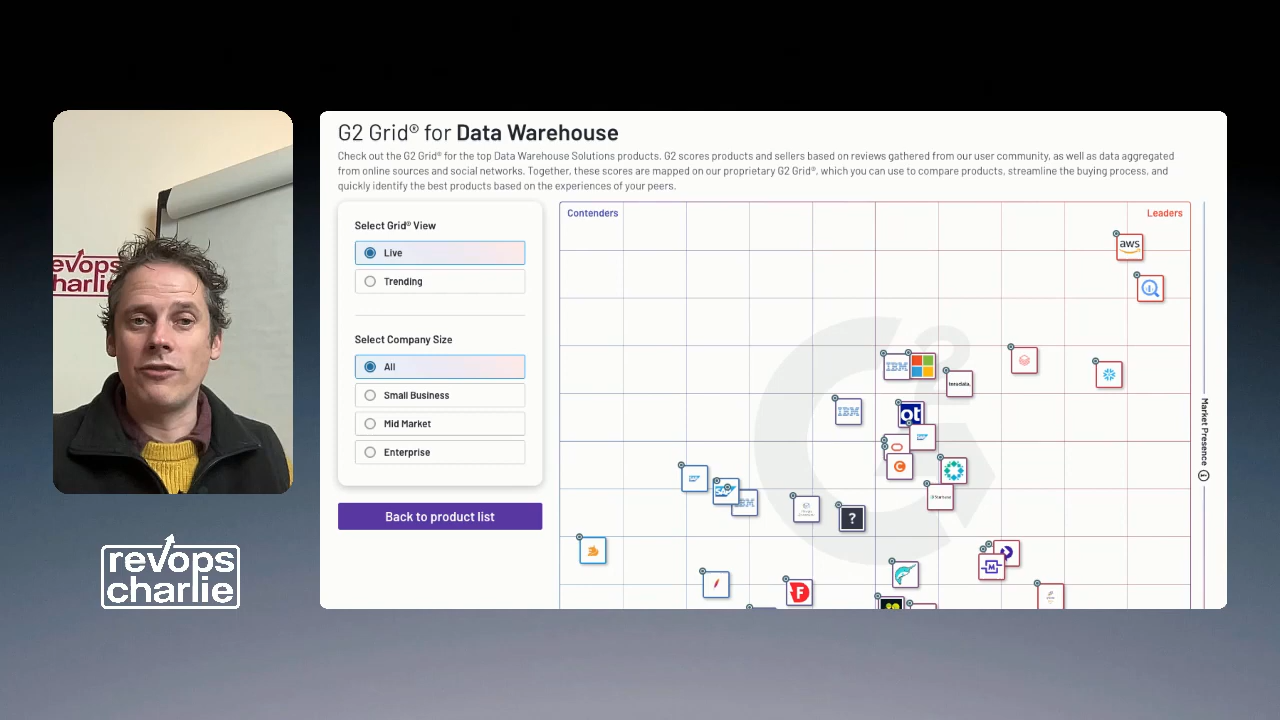 G2 Grid® for Data Warehouse
Check out the G2 Grid® for the top Data Warehouse Solutions products. G2 scores products and sellers based on reviews gathered from our user community, as well as data aggregated
from online sources and social networks. Together, these scores are mapped on our proprietary G2 Grid®, which you can use to compare products, streamline the buying process, and
quickly identify the best products based on the experiences of your peers.
Select Grid® View
Live
Trending
Select Company Size
All
Small Business
Mid Market
Enterprise
Back to product list
Contenders
Leaders
aws
IBM
teradata.
IBM
ot
SAP
SAP
SAP
IBM
?
F
M
Market Presence
revops
charlie
revops
charlie